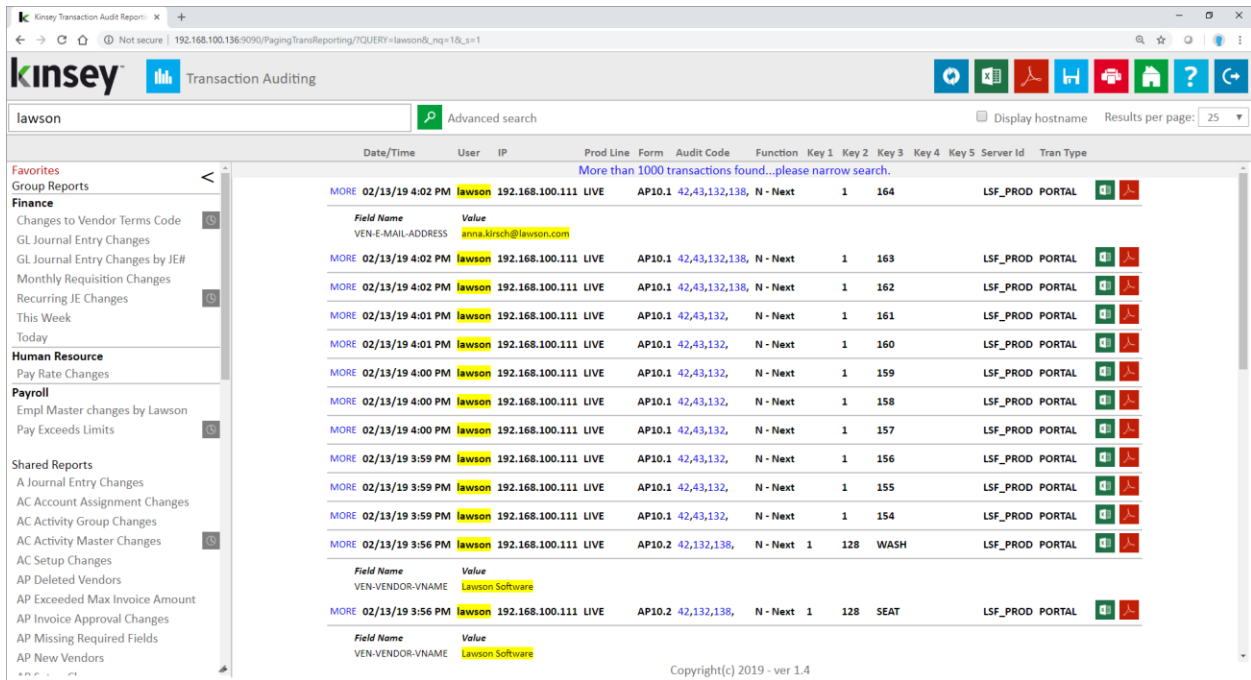 Kinsey Transaction Audit Reporti
Not secure | 192.168.100.136:9090/PagingTransReporting/?QUERY=lawson&_nq=1&_s=1
kinsey Transaction Auditing
lawson Advanced search Display hostname Results per page: 25
Date/Time User IP Prod Line Form Audit Code Function Key 1 Key 2 Key 3 Key 4 Key 5 Server Id Tran Type
Favorites
Group Reports
<
Finance
Changes to Vendor Terms Code
GL Journal Entry Changes
GL Journal Entry Changes by JE#
Monthly Requisition Changes
Recurring JE Changes
This Week
Today
Human Resource
Pay Rate Changes
Payroll
Empl Master changes by Lawson
Pay Exceeds Limits
Shared Reports
A Journal Entry Changes
AC Account Assignment Changes
AC Activity Group Changes
AC Activity Master Changes
AC Setup Changes
AP Deleted Vendors
AP Exceeded Max Invoice Amount
AP Invoice Approval Changes
AP Missing Required Fields
AP New Vendors
More than 1000 transactions found...please narrow search.
MORE 02/13/19 4:02 PM lawson 192.168.100.111 LIVE AP10.1 42,43,132,138, N - Next 1 164 LSF_PROD PORTAL
Field Name Value
VEN-E-MAIL-ADDRESS anna.kirsch@lawson.com
MORE 02/13/19 4:02 PM lawson 192.168.100.111 LIVE AP10.1 42,43,132,138, N - Next 1 163 LSF_PROD PORTAL
MORE 02/13/19 4:02 PM lawson 192.168.100.111 LIVE AP10.1 42,43,132,138, N - Next 1 162 LSF_PROD PORTAL
MORE 02/13/19 4:01 PM lawson 192.168.100.111 LIVE AP10.1 42,43,132, N - Next 1 161 LSF_PROD PORTAL
MORE 02/13/19 4:01 PM lawson 192.168.100.111 LIVE AP10.1 42,43,132, N - Next 1 160 LSF_PROD PORTAL
MORE 02/13/19 4:00 PM lawson 192.168.100.111 LIVE AP10.1 42,43,132, N - Next 1 159 LSF_PROD PORTAL
MORE 02/13/19 4:00 PM lawson 192.168.100.111 LIVE AP10.1 42,43,132, N - Next 1 158 LSF_PROD PORTAL
MORE 02/13/19 4:00 PM lawson 192.168.100.111 LIVE AP10.1 42,43,132, N - Next 1 157 LSF_PROD PORTAL
MORE 02/13/19 3:59 PM lawson 192.168.100.111 LIVE AP10.1 42,43,132, N - Next 1 156 LSF_PROD PORTAL
MORE 02/13/19 3:59 PM lawson 192.168.100.111 LIVE AP10.1 42,43,132, N - Next 1 155 LSF_PROD PORTAL
MORE 02/13/19 3:59 PM lawson 192.168.100.111 LIVE AP10.1 42,43,132, N - Next 1 154 LSF_PROD PORTAL
MORE 02/13/19 3:56 PM lawson 192.168.100.111 LIVE AP10.2 42,132,138, N - Next 1 128 WASH LSF_PROD PORTAL
Field Name Value
VEN-VENDOR-VNAME Lawson Software
MORE 02/13/19 3:56 PM lawson 192.168.100.111 LIVE AP10.2 42,132,138, N - Next 1 128 SEAT LSF_PROD PORTAL
Field Name Value
VEN-VENDOR-VNAME Lawson Software
Copyright(c) 2019 - ver 1.4